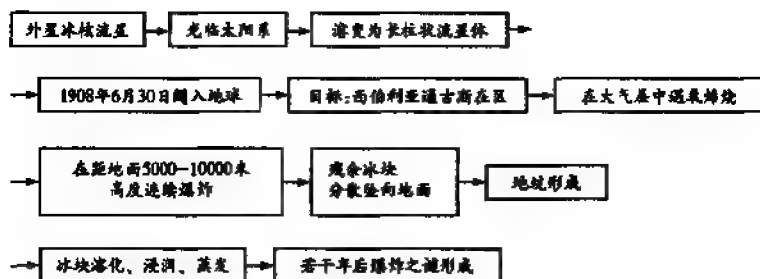 外星冰核流星
光临太阳系
溶变为长柱状流星体
1908年6月30日闯入地球
目标:西伯利亚通古斯在区
在大气层中遇氧烯烧
在距地面5000—10000米
高度连续爆炸
残余冰块
分散坠向地面
地坑形成
冰块溶化、浸润、蒸发
若干年后爆炸之谜形成